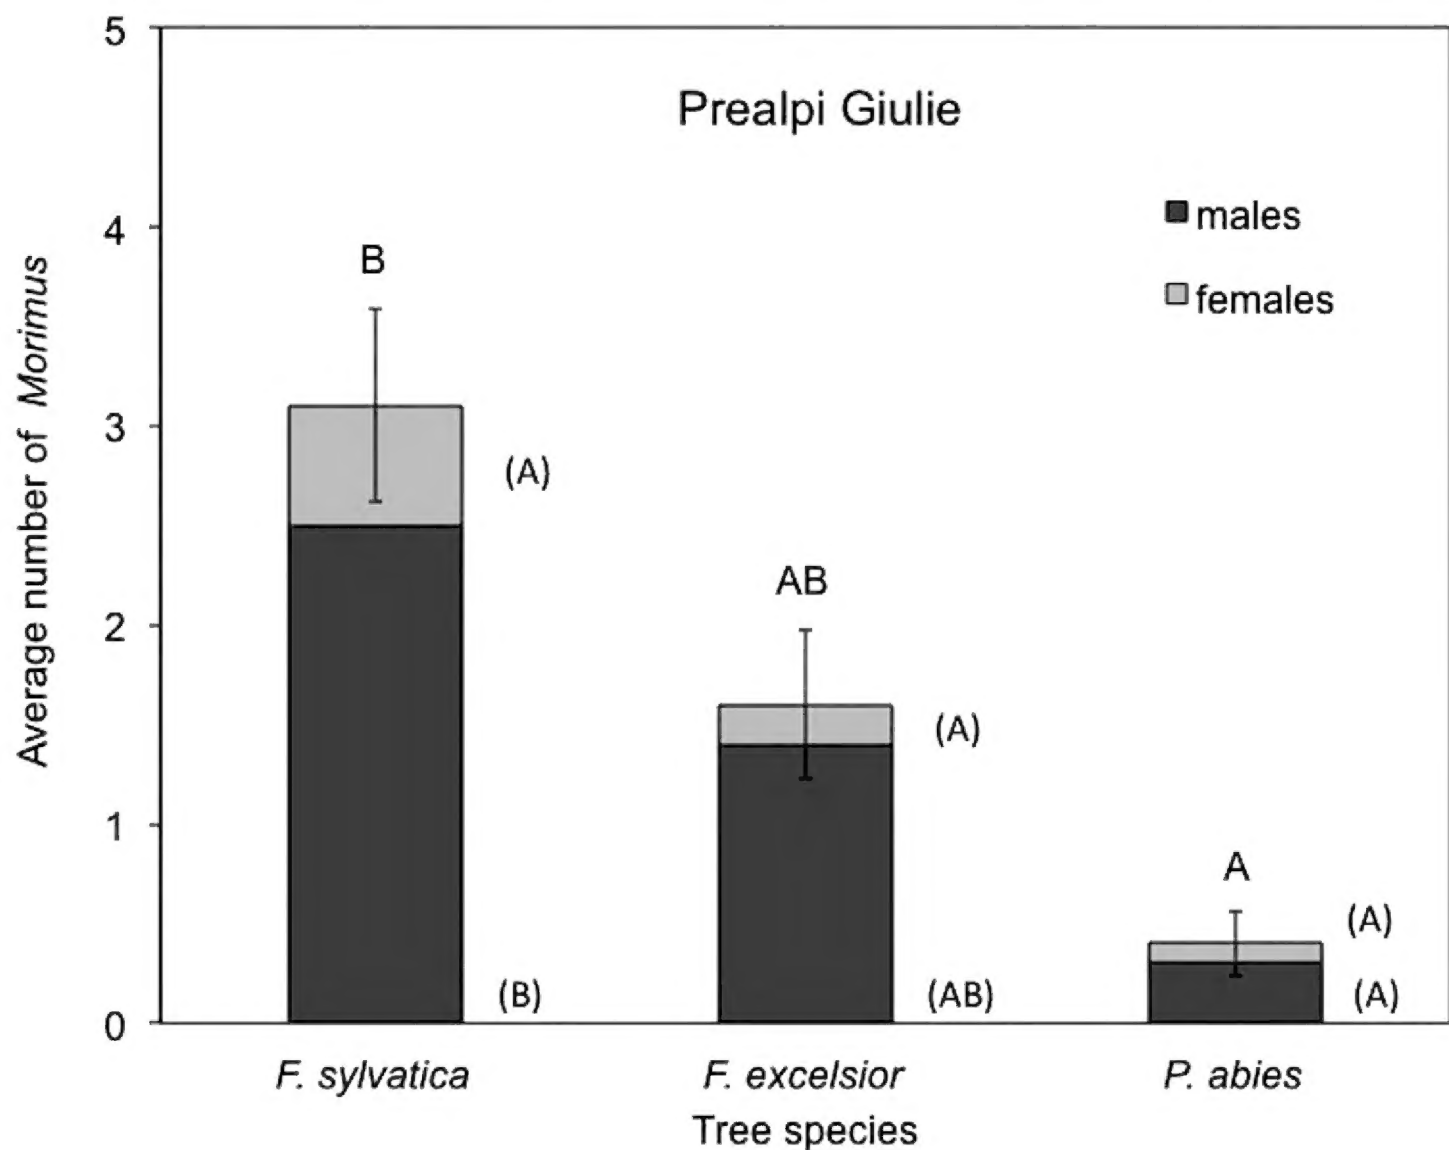 5
Prealpi Giulie
males
4
B
females
Average number of Morimus
3
(A)
AB
2
(A)
1
A
(A)
(B)
(AB)
(A)
0
F. sylvatica
F. excelsior
P. abies
Tree species